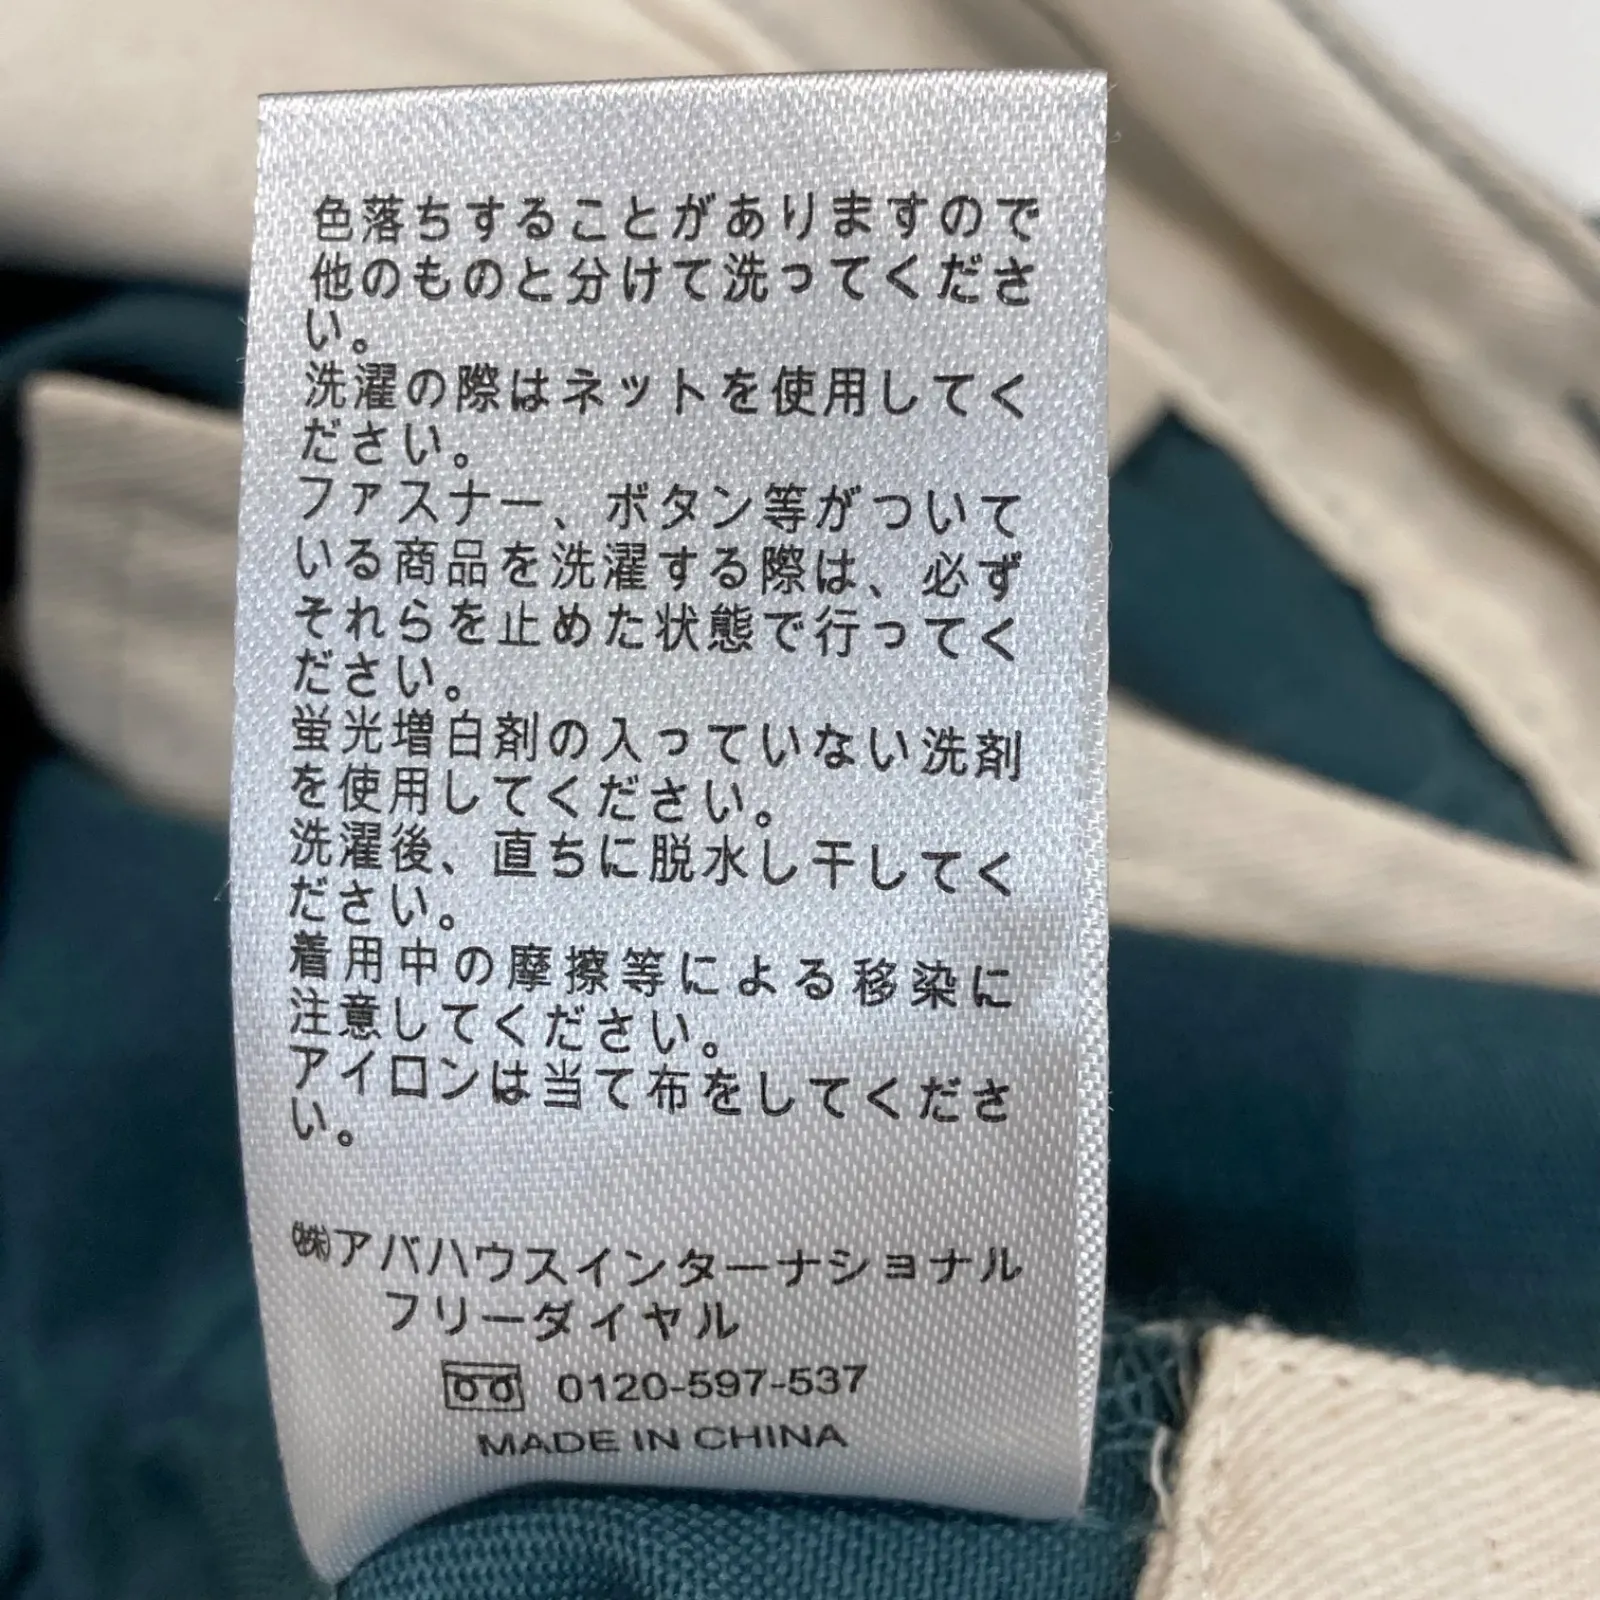 色落ちすることがありますので
他のものと分けて洗ってくださ
い。
洗濯の際はネットを使用してく
ださい。
ファスナー、ボタン等がついて
いる商品を洗濯する際は、必ず
それらを止めた状態で行ってく
ださい。
蛍光増白剤の入っていない洗剤
を使用してください。
洗濯後、直ちに脱水し干してく
ださい。
着用中の摩擦等による移染に
注意してください。
アイロンは当て布をしてくださ
い。
㈱アバハウスインターナショナル
フリーダイヤル
0120-597-537
MADE IN CHINA